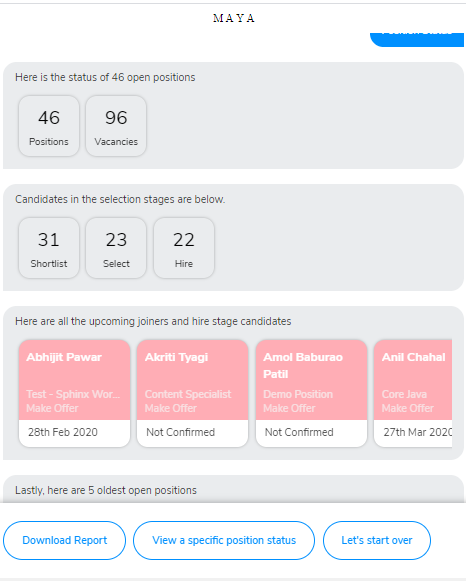 MAYA
Position Status
Here is the status of 46 open positions
46
Positions
96
Vacancies
Candidates in the selection stages are below.
31
Shortlist
23
Select
22
Hire
Here are all the upcoming joiners and hire stage candidates
Abhijit Pawar
Test - Sphinx Wor...
Make Offer
28th Feb 2020
Akriti Tyagi
Content Specialist
Make Offer
Not Confirmed
Amol Baburao
Patil
Demo Position
Make Offer
Not Confirmed
Anil Chahal
Core Java
Make Offer
27th Mar 2020
Lastly, here are 5 oldest open positions
Download Report
View a specific position status
Let's start over